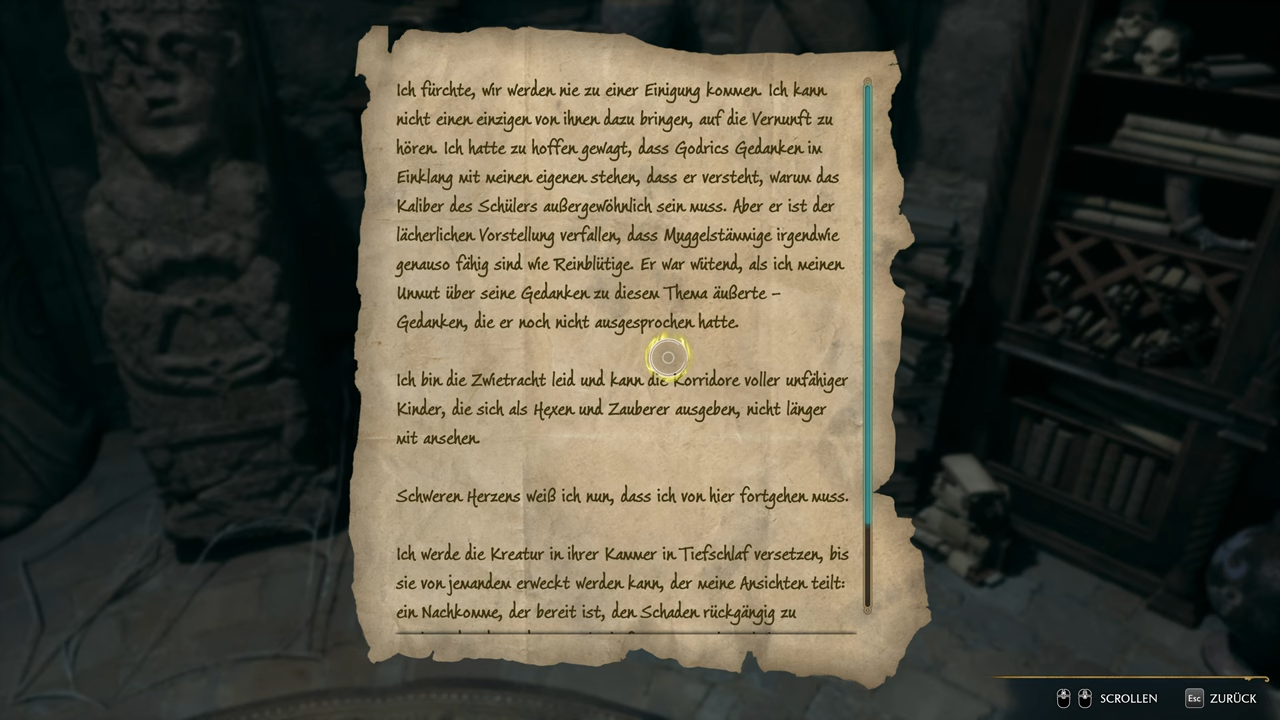 Ich fürchte, wir werden nie zu einer Einigung kommen. Ich kann
nicht einen einzigen von ihnen dazu bringen, auf die Vernunft zu
hören. Ich hatte zu hoffen gewagt, dass Godrics Gedanken im
Einklang mit meinen eigenen stehen, dass er versteht, warum das
Kaliber des Schülers außergewöhnlich sein muss. Aber er ist der
lächerlichen Vorstellung verfallen, dass Muggelstämmige irgendwie
genauso fähig sind wie Reinblütige. Er war wütend, als ich meinen
Unmut über seine Gedanken zu diesem Thema äußerte –
Gedanken, die er noch nicht ausgesprochen hatte.
Ich bin die Zwietracht leid und kann die Korridore voller unfähiger
Kinder, die sich als Hexen und Zauberer ausgeben, nicht länger
mit ansehen.
Schweren Herzens weiß ich nun, dass ich von hier fortgehen muss.
Ich werde die Kreatur in ihrer Kammer in Tiefschlaf versetzen, bis
sie von jemandem erweckt werden kann, der meine Ansichten teilt:
ein Nachkomme, der bereit ist, den Schaden rückgängig zu
SCROLLEN
Esc ZURÜCK